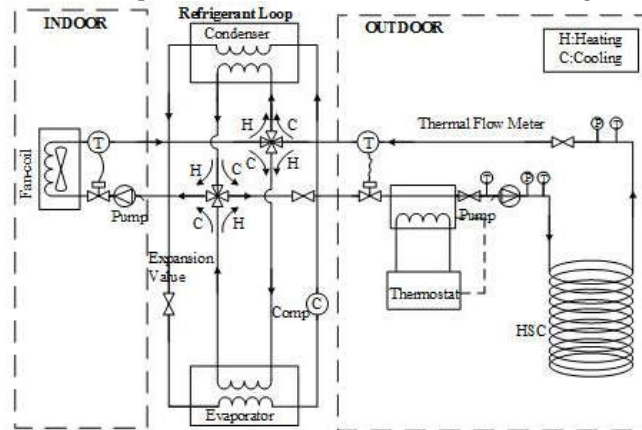 Refrigerant Loop
INDOOR
Condenser
OUTDOOR
H:Heating
C:Cooling
Thermal Flow Meter
P
T
T
T
H
C
C
H
H
C
C
H
Fan-coil
Pump
T
P
T
Pump
Expansion
Value
Thermostat
Comp
C
HSC
Evaporator